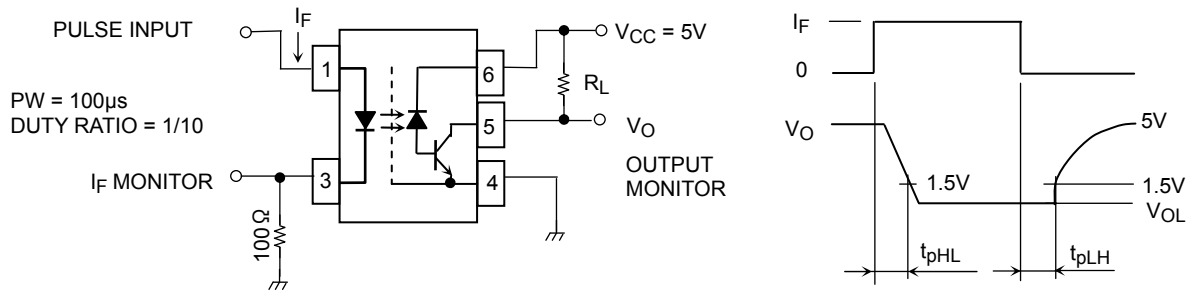 PULSE INPUT
I_F
V_CC = 5V
1
6
R_L
PW = 100µs
DUTY RATIO = 1/10
5
V_O
OUTPUT
MONITOR
I_F MONITOR
3
4
100Ω
I_F
0
V_O
5V
1.5V
1.5V
V_OL
t_pHL
t_pLH